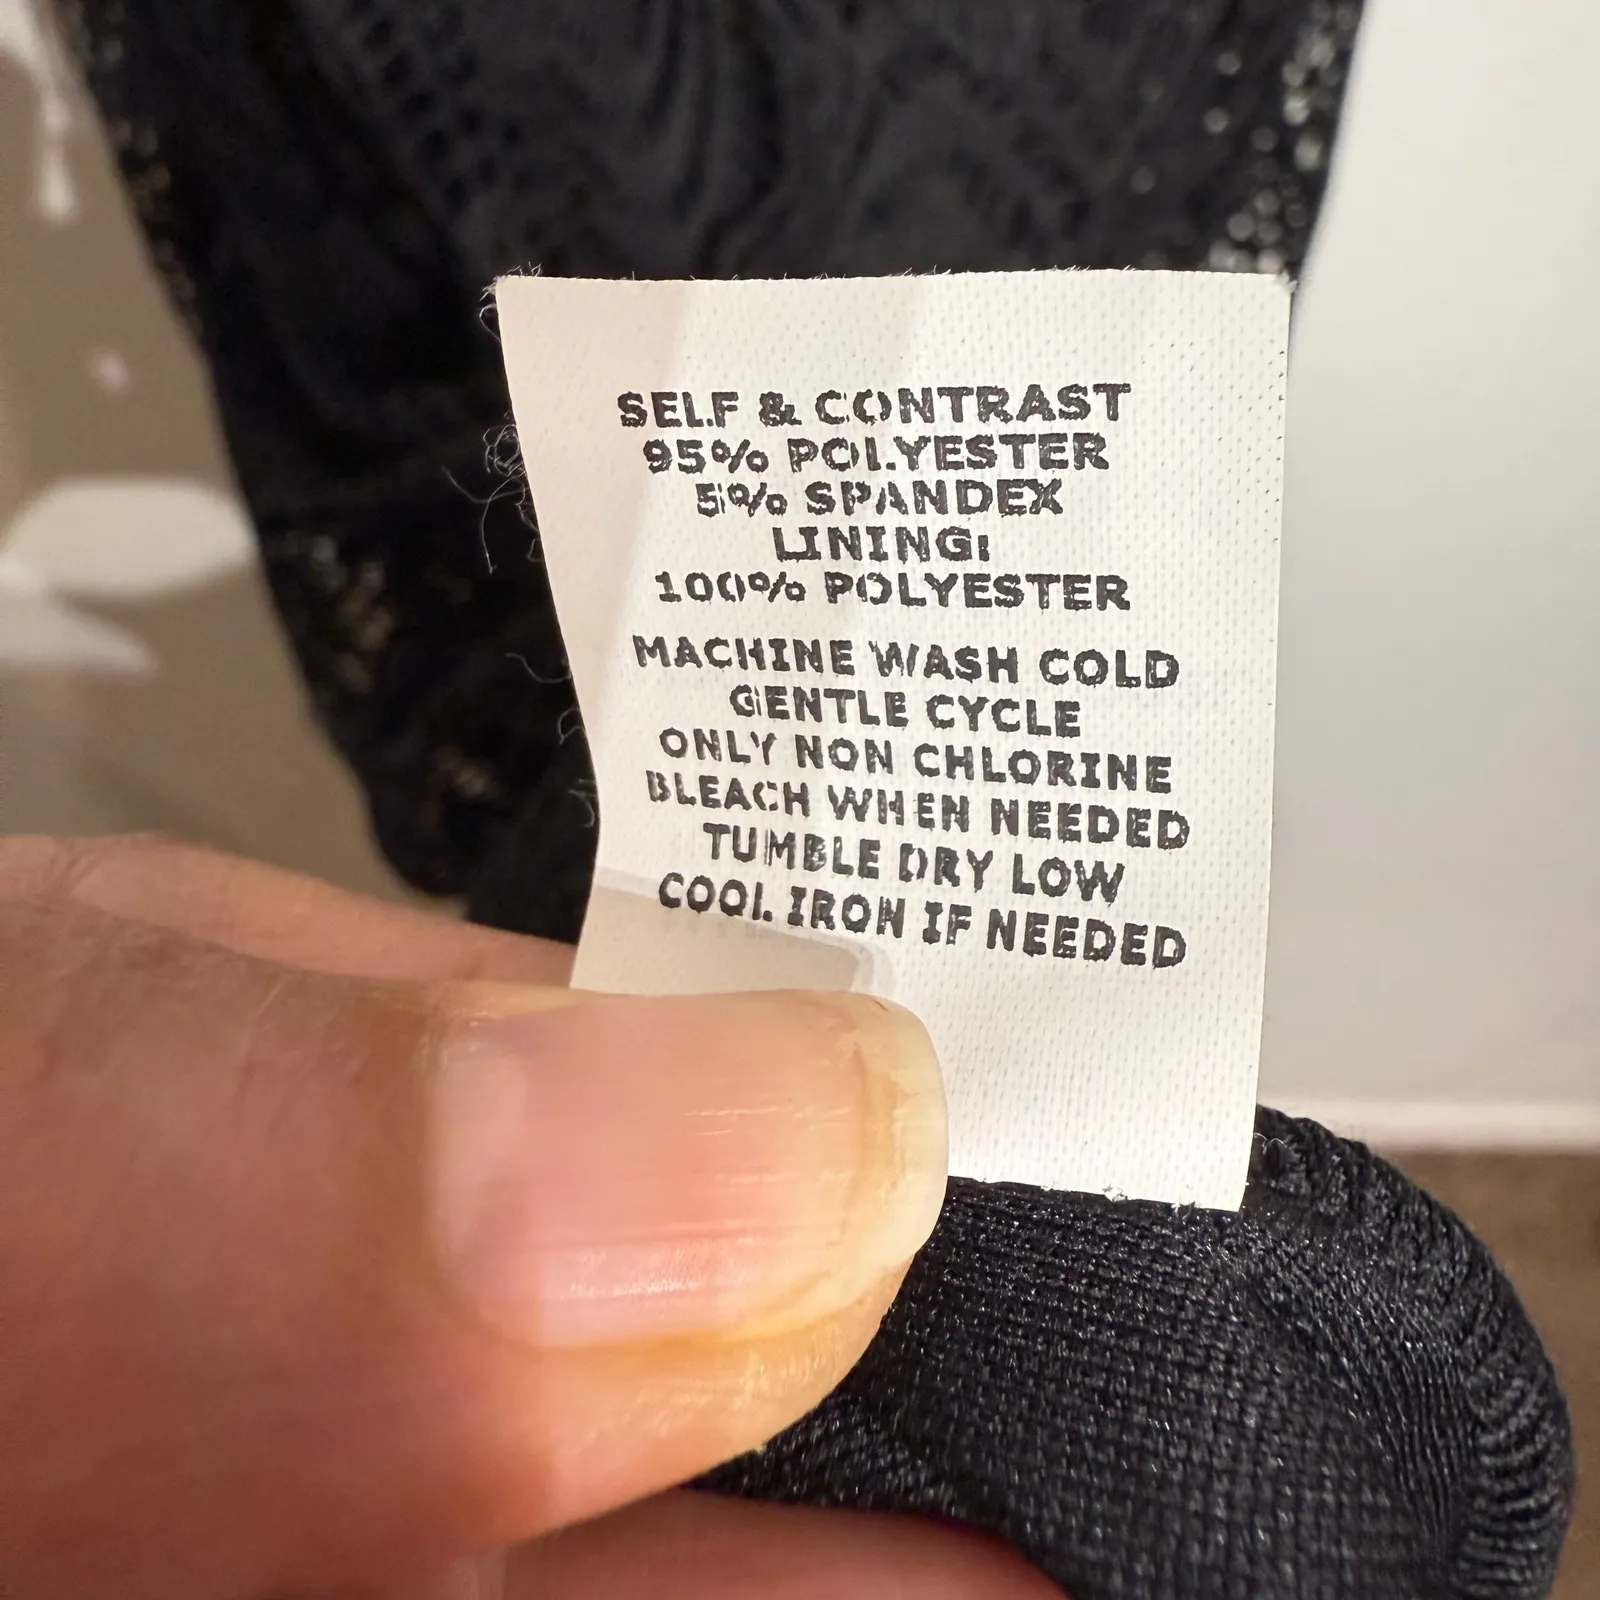 SELF & CONTRAST
95% POLYESTER
5% SPANDEX
LINING:
100% POLYESTER
MACHINE WASH COLD
GENTLE CYCLE
ONLY NON CHLORINE
BLEACH WHEN NEEDED
TUMBLE DRY LOW
COOL IRON IF NEEDED